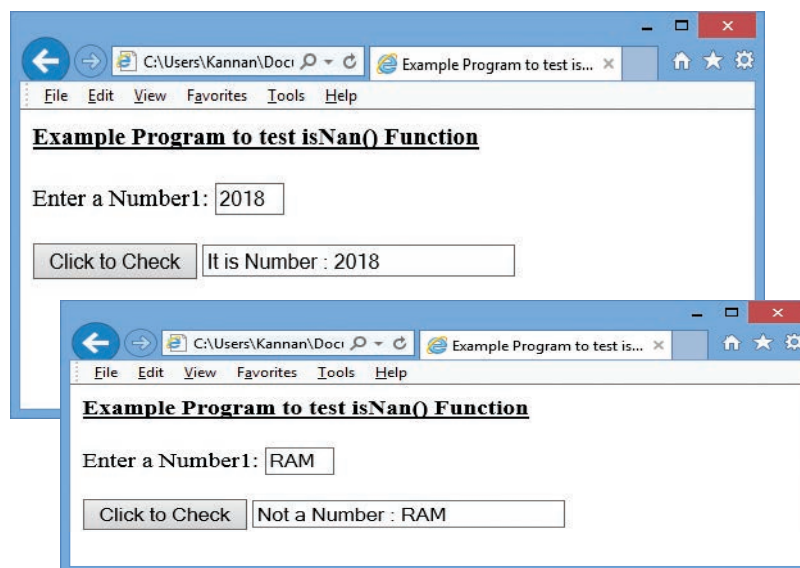 C:\Users\Kannan\Doci
Example Program to test is...
File Edit View Favorites Tools Help
Example Program to test isNan() Function
Enter a Number1: 2018
Click to Check It is Number : 2018
C:\Users\Kannan\Doci
Example Program to test is...
File Edit View Favorites Tools Help
Example Program to test isNan() Function
Enter a Number1: RAM
Click to Check Not a Number : RAM